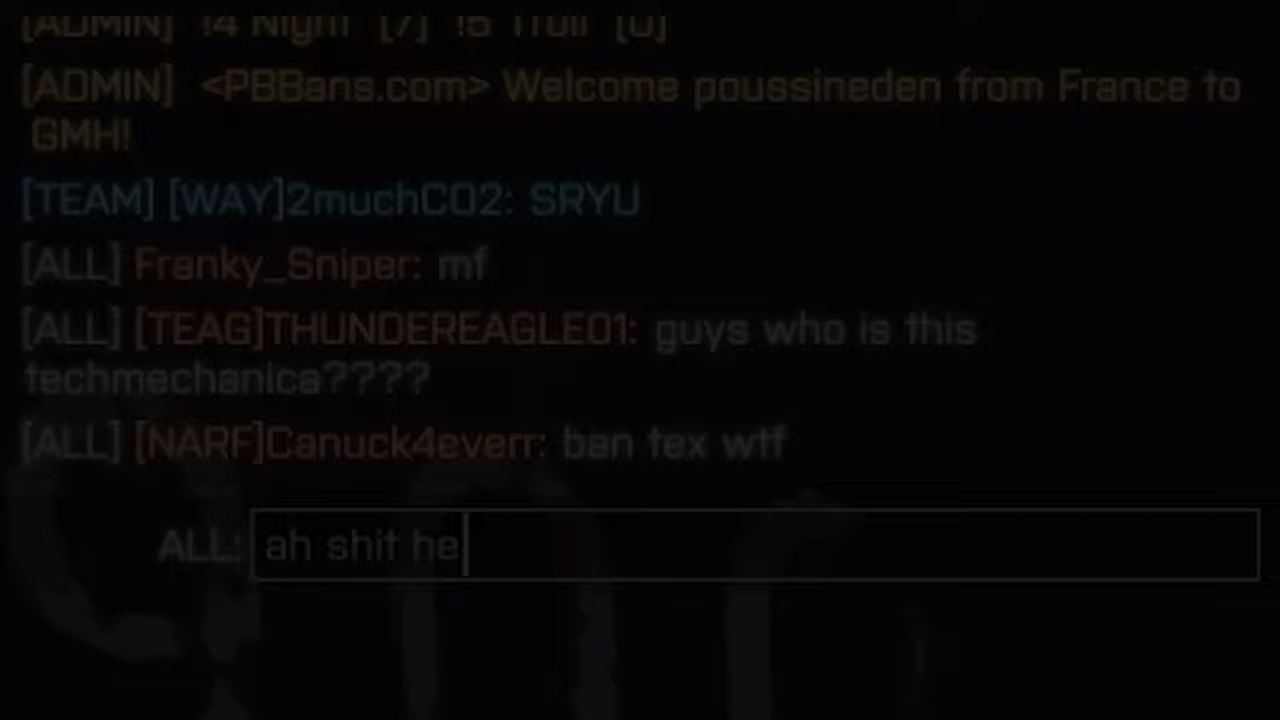 [ADMIN] !4 Night [7] !5 Troll [0]
[ADMIN] <PBBans.com> Welcome poussineden from France to
GMH!
[TEAM] [WAY]2muchCO2: SRYU
[ALL] Franky_Sniper: mf
[ALL] [TEAG]THUNDEREAGLE01: guys who is this
techmechanica????
[ALL] [NARF]Canuck4everr: ban tex wtf
ALL: ah shit he